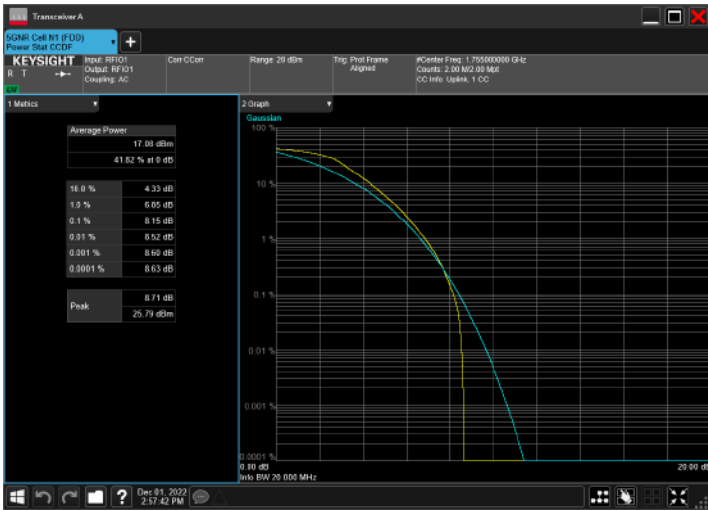 Transceiver A
5GNR Cell N1 (FDD)
Power Stat CCDF
KEYSIGHT
R T
Input: RFIO1
Output: RFIO1
Coupling: AC
Corr CCorr
Range: 20 dBm
Trig: Prot Frame
Aligned
#Center Freq: 1.755000000 GHz
Counts: 2.00 M/2.00 Mpt
CC Info: Uplink, 1 CC
1 Metrics
Average Power
17.08 dBm
41.82 % at 0 dB
10.0 % 4.33 dB
1.0 % 6.85 dB
0.1 % 8.15 dB
0.01 % 8.52 dB
0.001 % 8.60 dB
0.0001 % 8.63 dB
Peak 8.71 dB
25.79 dBm
2 Graph
Gaussian
100 %
10 %
1 %
0.1 %
0.01 %
0.001 %
0.0001 %
0.00 dB 20.00 dB
Info BW 20.000 MHz
? Dec 01, 2022
2:57:42 PM